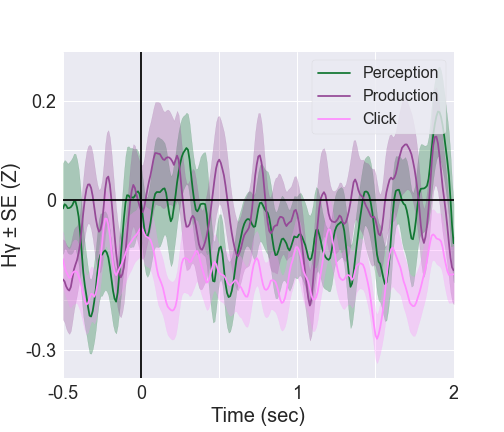 Perception
Production
Click
0.2
0
-0.3
Hγ ± SE (Z)
-0.5
0
1
2
Time (sec)